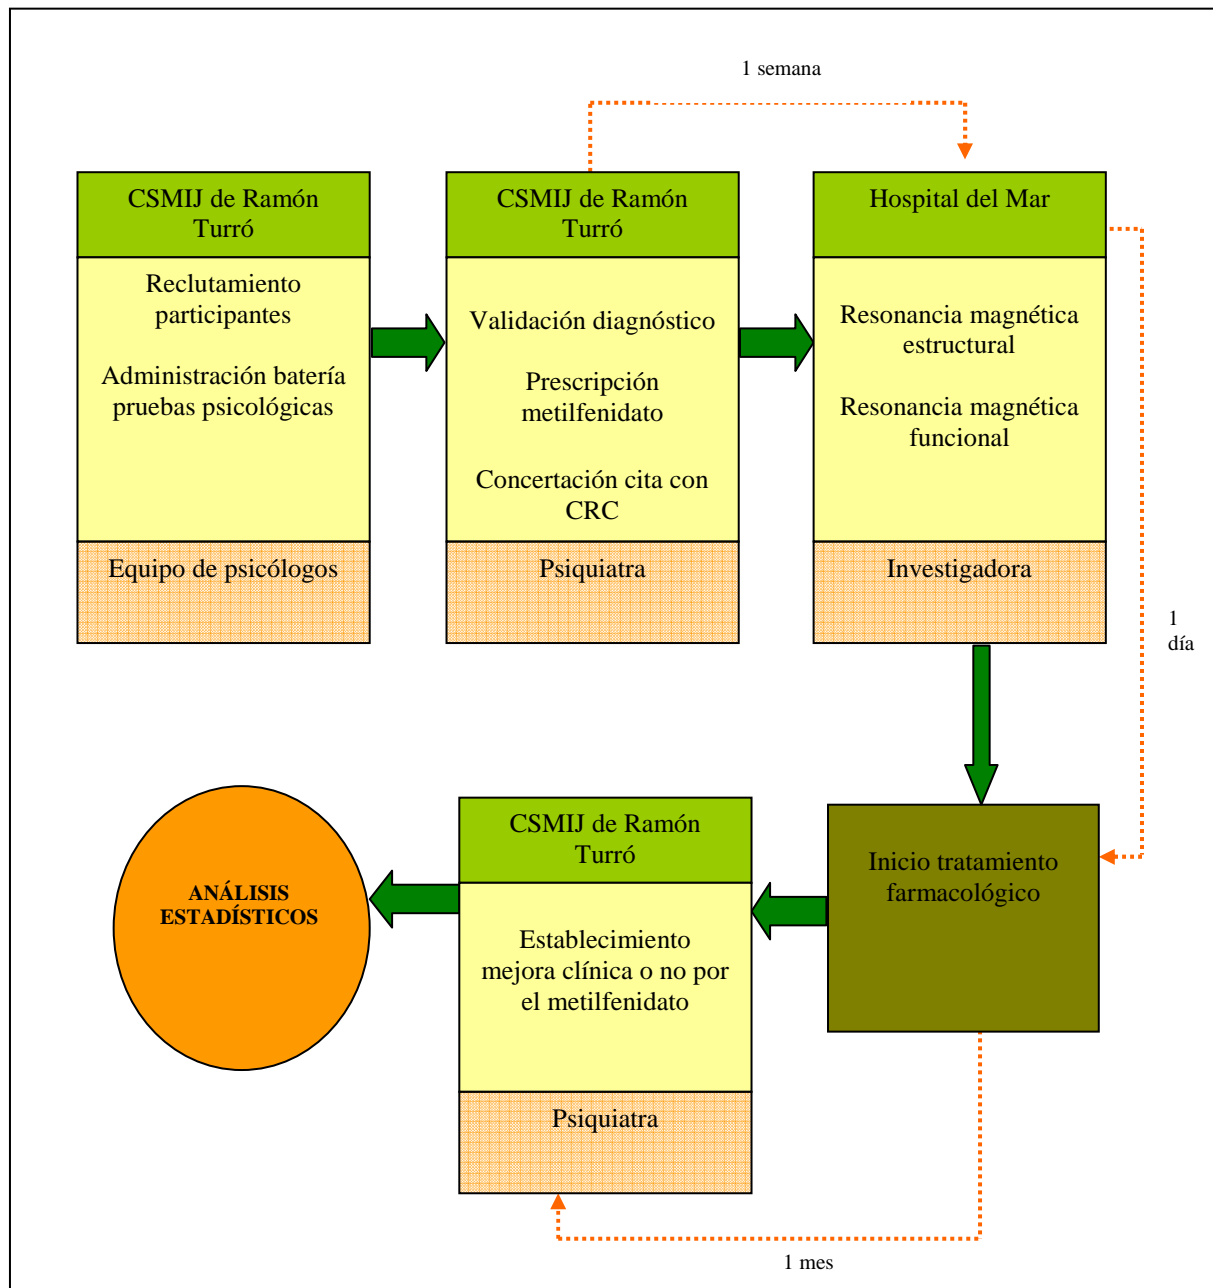 1 semana
CSMIJ de Ramón
Turró
Reclutamiento
participantes
Administración batería
pruebas psicológicas
Equipo de psicólogos
CSMIJ de Ramón
Turró
Validación diagnóstico
Prescripción
metilfenidato
Concertación cita con
CRC
Psiquiatra
Hospital del Mar
Resonancia magnética
estructural
Resonancia magnética
funcional
Investigadora
1
día
Inicio tratamiento
farmacológico
CSMIJ de Ramón
Turró
Establecimiento
mejora clínica o no por
el metilfenidato
Psiquiatra
1 mes
ANÁLISIS
ESTADÍSTICOS